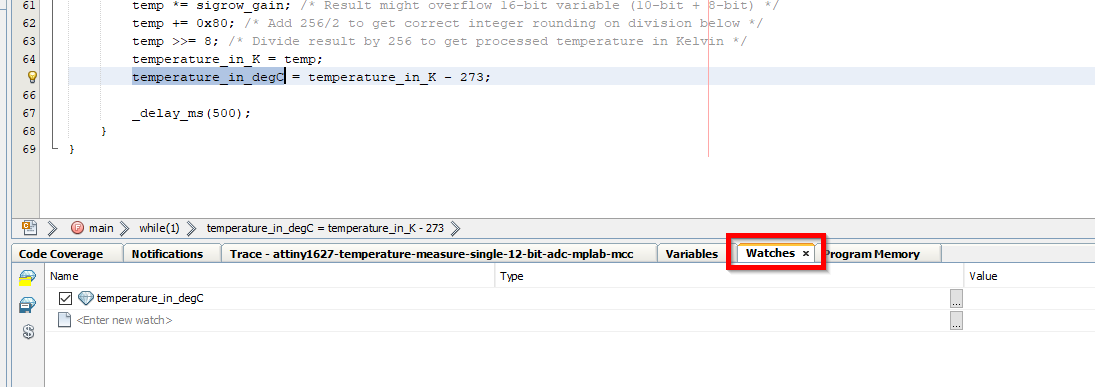 61 temp *= sigrow_gain; /* Result might overflow 16-bit variable (10-bit + 8-bit) */
62 temp += 0x80; /* Add 256/2 to get correct integer rounding on division below */
63 temp >>= 8; /* Divide result by 256 to get processed temperature in Kelvin */
64 temperature_in_K = temp;
temperature_in_degC = temperature_in_K - 273;
66
67 _delay_ms(500);
68 }
69 }
main while(1) temperature_in_degC = temperature_in_K - 273
Code Coverage Notifications Trace - attiny1627-temperature-measure-single-12-bit-adc-mplab-mcc Variables Watches × Program Memory
Name Type Value
temperature_in_degC ...
<Enter new watch> ...